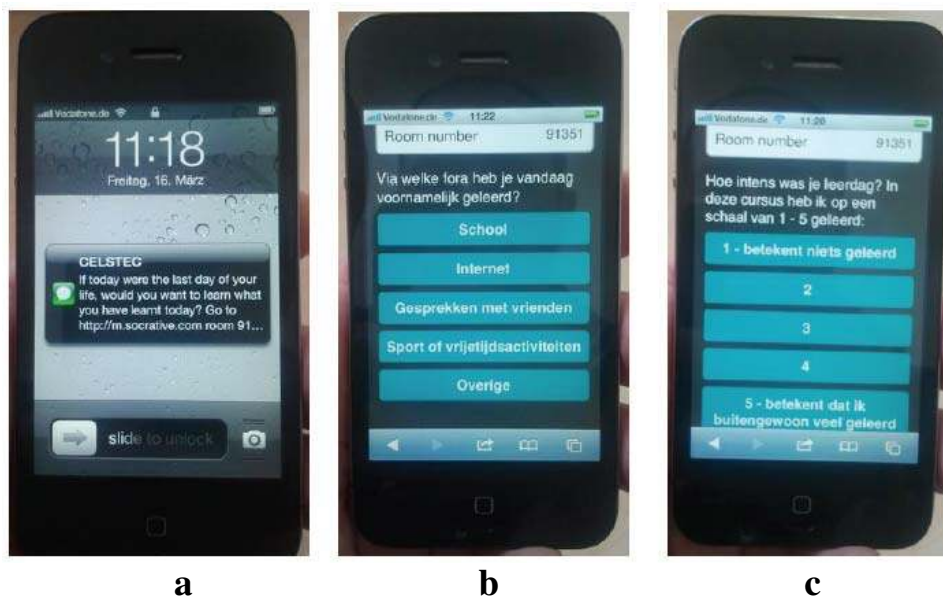 Vodafone.de
11:18
Freitag, 16. März
CELSTEC
If today were the last day of your
life, would you want to learn what
you have learnt today? Go to
http://m.socrative.com room 91...
slide to unlock
a
Vodafone.de 11:22
Room number 91351
Via welke fora heb je vandaag
voornamelijk geleerd?
School
Internet
Gesprekken met vrienden
Sport of vrijetijdsactiviteiten
Overige
b
Vodafone.de 11:20
Room number 91351
Hoe intens was je leerdag? In
deze cursus heb ik op een
schaal van 1 - 5 geleerd:
1 - betekent niets geleerd
2
3
4
5 - betekent dat ik
buitengewoon veel geleerd
c